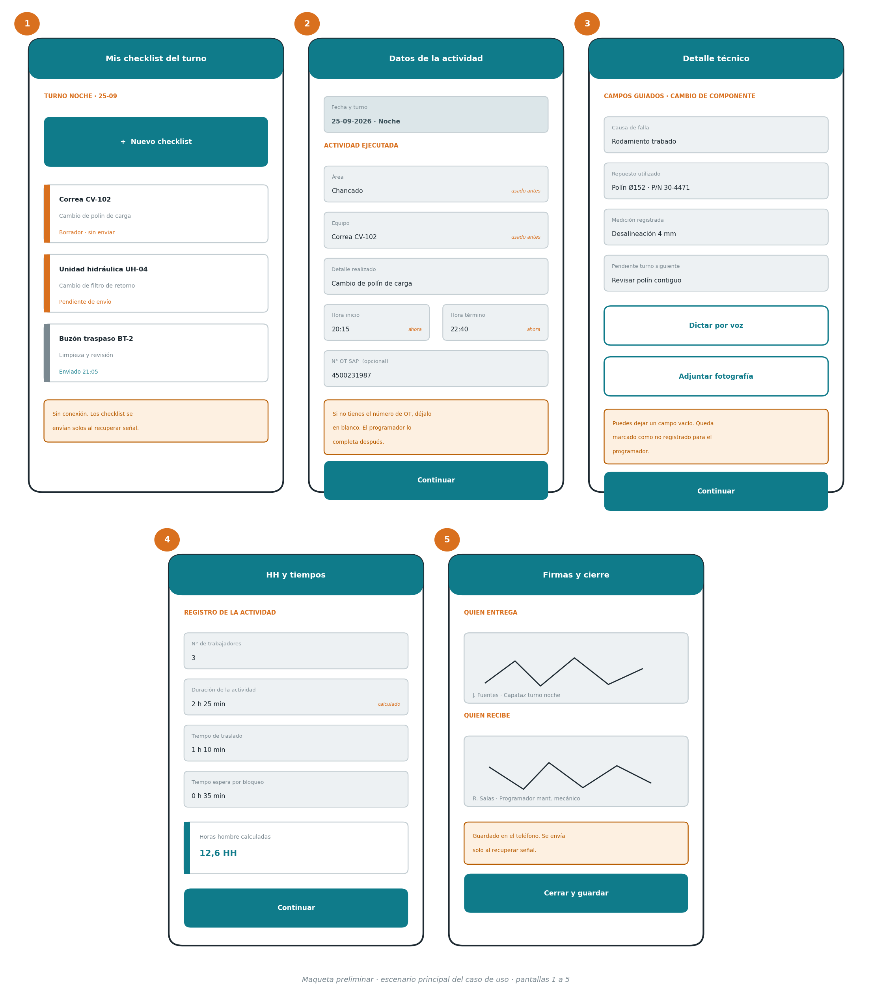 1
Mis checklist del turno
TURNO NOCHE · 25-09
+ Nuevo checklist
Correa CV-102
Cambio de polín de carga
Borrador · sin enviar
Unidad hidráulica UH-04
Cambio de filtro de retorno
Pendiente de envío
Buzón traspaso BT-2
Limpieza y revisión
Enviado 21:05
Sin conexión. Los checklist se
envían solos al recuperar señal.
2
Datos de la actividad
Fecha y turno
25-09-2026 · Noche
ACTIVIDAD EJECUTADA
Área
Chancado usado antes
Equipo
Correa CV-102 usado antes
Detalle realizado
Cambio de polín de carga
Hora inicio Hora término
20:15 ahora 22:40 ahora
N° OT SAP (opcional)
4500231987
Si no tienes el número de OT, déjalo
en blanco. El programador lo
completa después.
Continuar
3
Detalle técnico
CAMPOS GUIADOS · CAMBIO DE COMPONENTE
Causa de falla
Rodamiento trabado
Repuesto utilizado
Polín Ø152 · P/N 30-4471
Medición registrada
Desalineación 4 mm
Pendiente turno siguiente
Revisar polín contiguo
Dictar por voz
Adjuntar fotografía
Puedes dejar un campo vacío. Queda
marcado como no registrado para el
programador.
Continuar
4
HH y tiempos
REGISTRO DE LA ACTIVIDAD
N° de trabajadores
3
Duración de la actividad
2 h 25 min calculado
Tiempo de traslado
1 h 10 min
Tiempo espera por bloqueo
0 h 35 min
Horas hombre calculadas
12,6 HH
Continuar
5
Firmas y cierre
QUIEN ENTREGA
J. Fuentes · Capataz turno noche
QUIEN RECIBE
R. Salas · Programador mant. mecánico
Guardado en el teléfono. Se envía
solo al recuperar señal.
Cerrar y guardar
Maqueta preliminar · escenario principal del caso de uso · pantallas 1 a 5